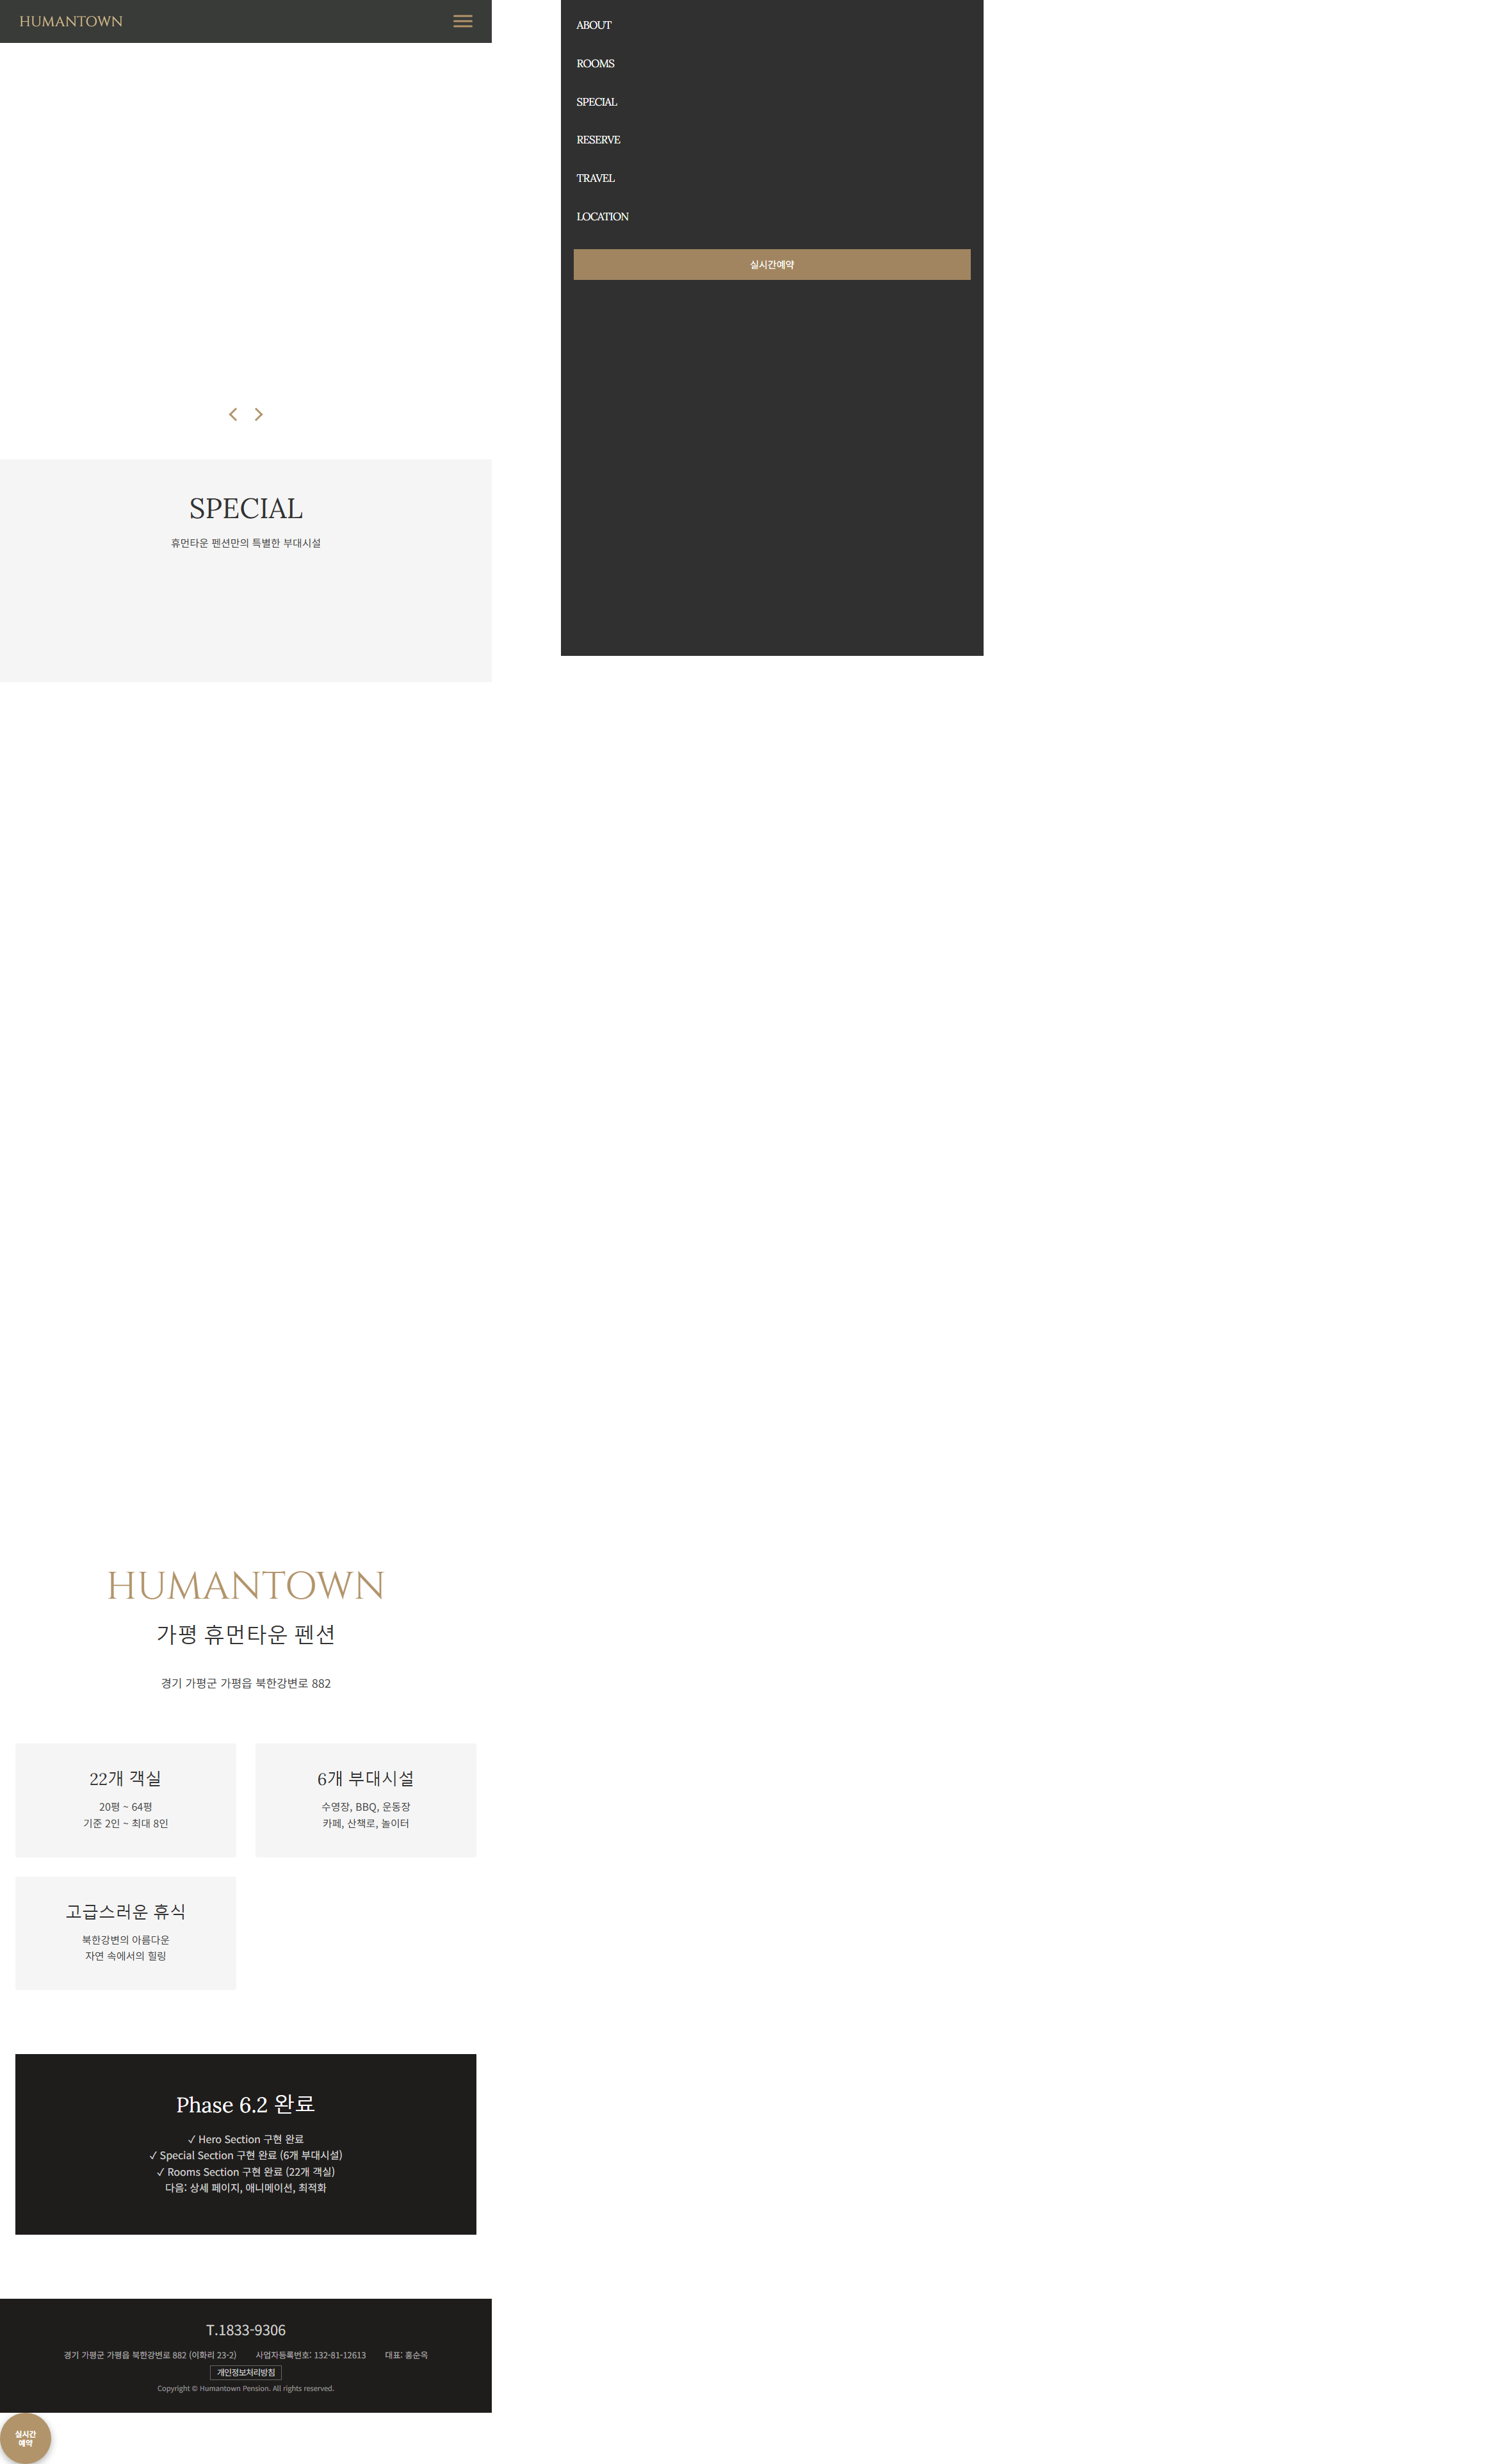 HUMANTOWN
ABOUT
ROOMS
SPECIAL
RESERVE
TRAVEL
LOCATION
실시간예약
SPECIAL
휴먼타운 펜션만의 특별한 부대시설
HUMANTOWN
가평 휴먼타운 펜션
경기 가평군 가평읍 북한강변로 882
22개 객실
20평 ~ 64평
기준 2인 ~ 최대 8인
6개 부대시설
수영장, BBQ, 운동장
카페, 산책로, 놀이터
고급스러운 휴식
북한강변의 아름다운
자연 속에서의 힐링
Phase 6.2 완료
✓ Hero Section 구현 완료
✓ Special Section 구현 완료 (6개 부대시설)
✓ Rooms Section 구현 완료 (22개 객실)
다음: 상세 페이지, 애니메이션, 최적화
T.1833-9306
경기 가평군 가평읍 북한강변로 882 (이화리 23-2) 사업자등록번호: 132-81-12613 대표: 홍순옥
개인정보처리방침
Copyright © Humantown Pension. All rights reserved.
실시간
예약